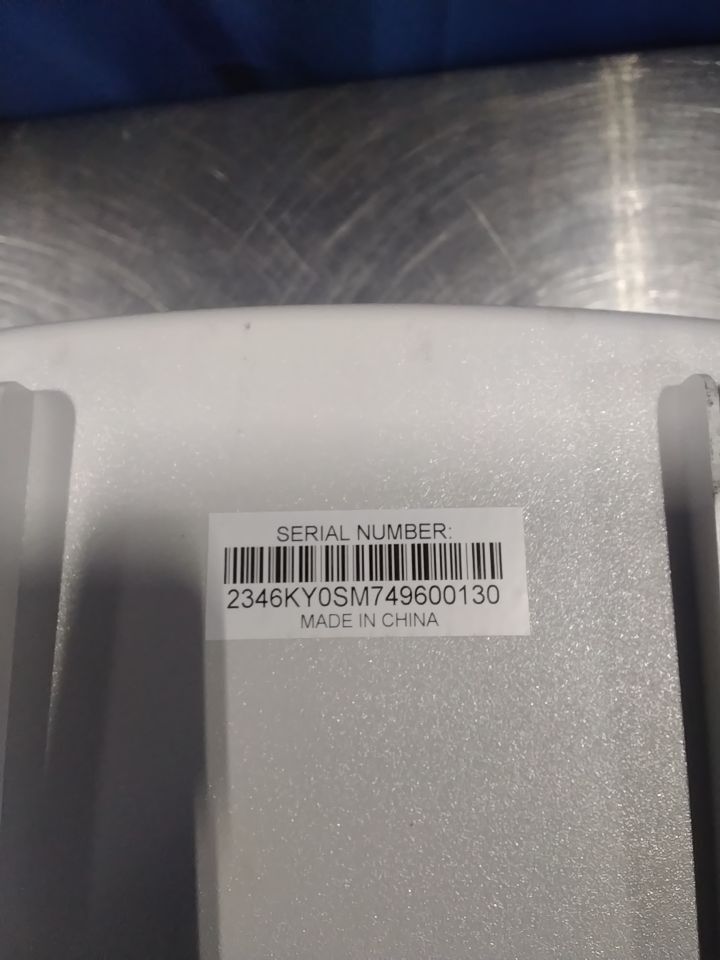 SERIAL NUMBER:
2346KY0SM749600130
MADE IN CHINA